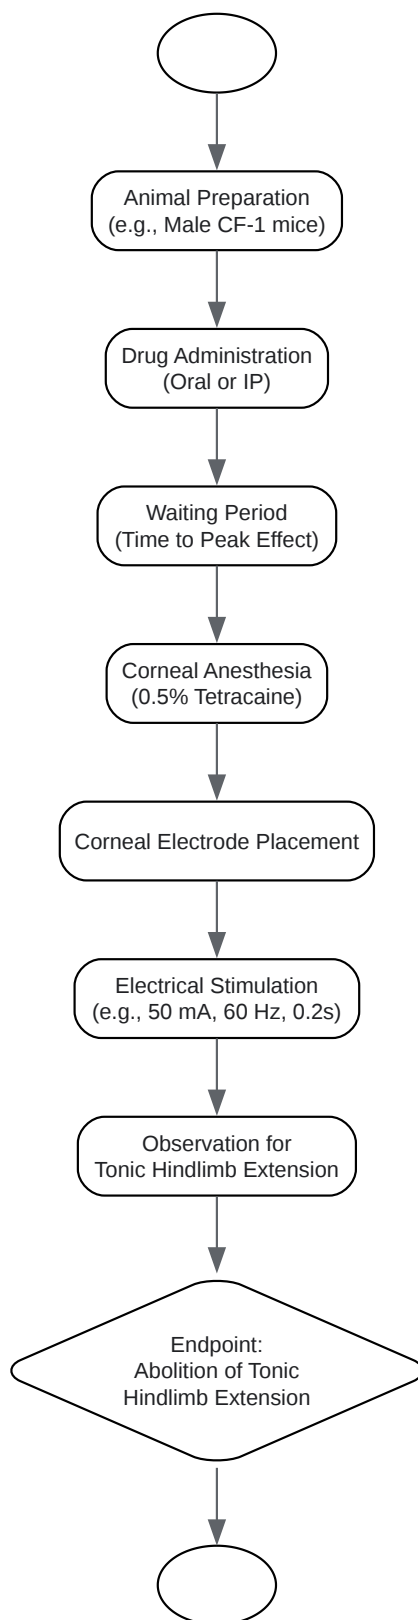 Animal Preparation
(e.g., Male CF-1 mice)
Drug Administration
(Oral or IP)
Waiting Period
(Time to Peak Effect)
Corneal Anesthesia
(0.5% Tetracaine)
Corneal Electrode Placement
Electrical Stimulation
(e.g., 50 mA, 60 Hz, 0.2s)
Observation for
Tonic Hindlimb Extension
Endpoint:
Abolition of Tonic
Hindlimb Extension